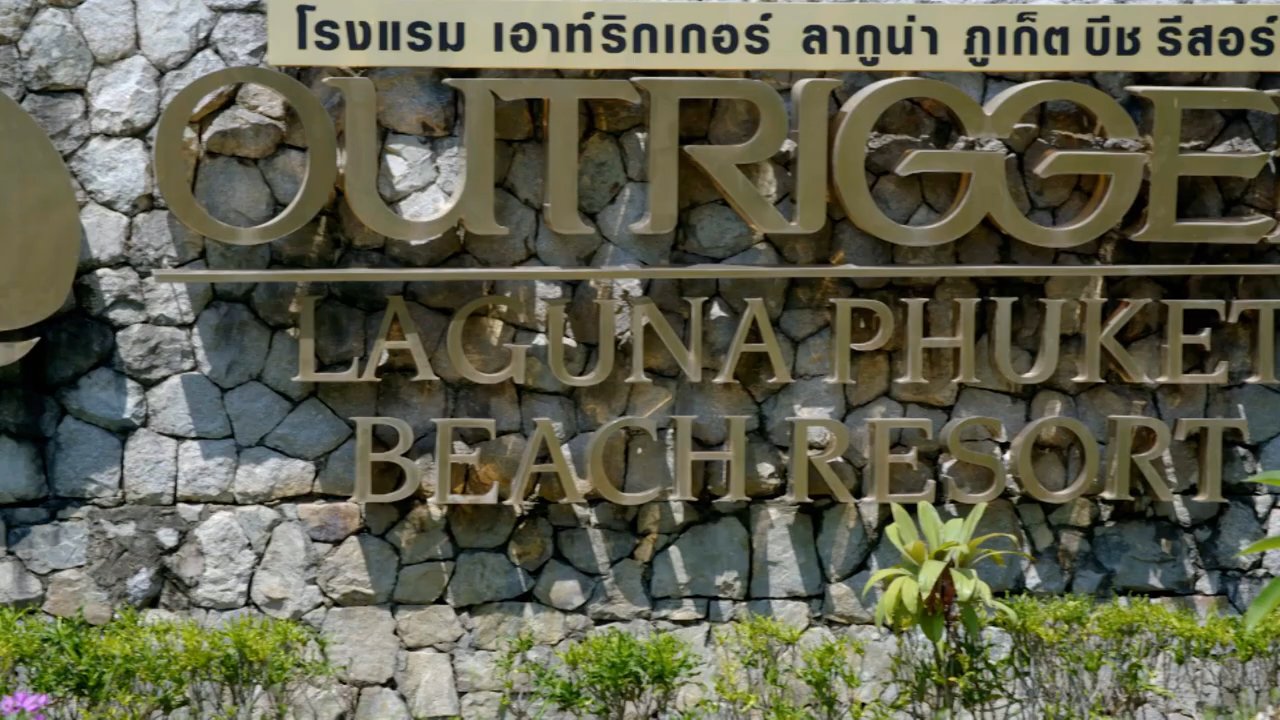 โรงแรม เอาท์ริกเกอร์ ลากูน่า ภูเก็ต บีช รีสอร์
OUTRIGGE
LAGUNA PHUKET
BEACH RESORT